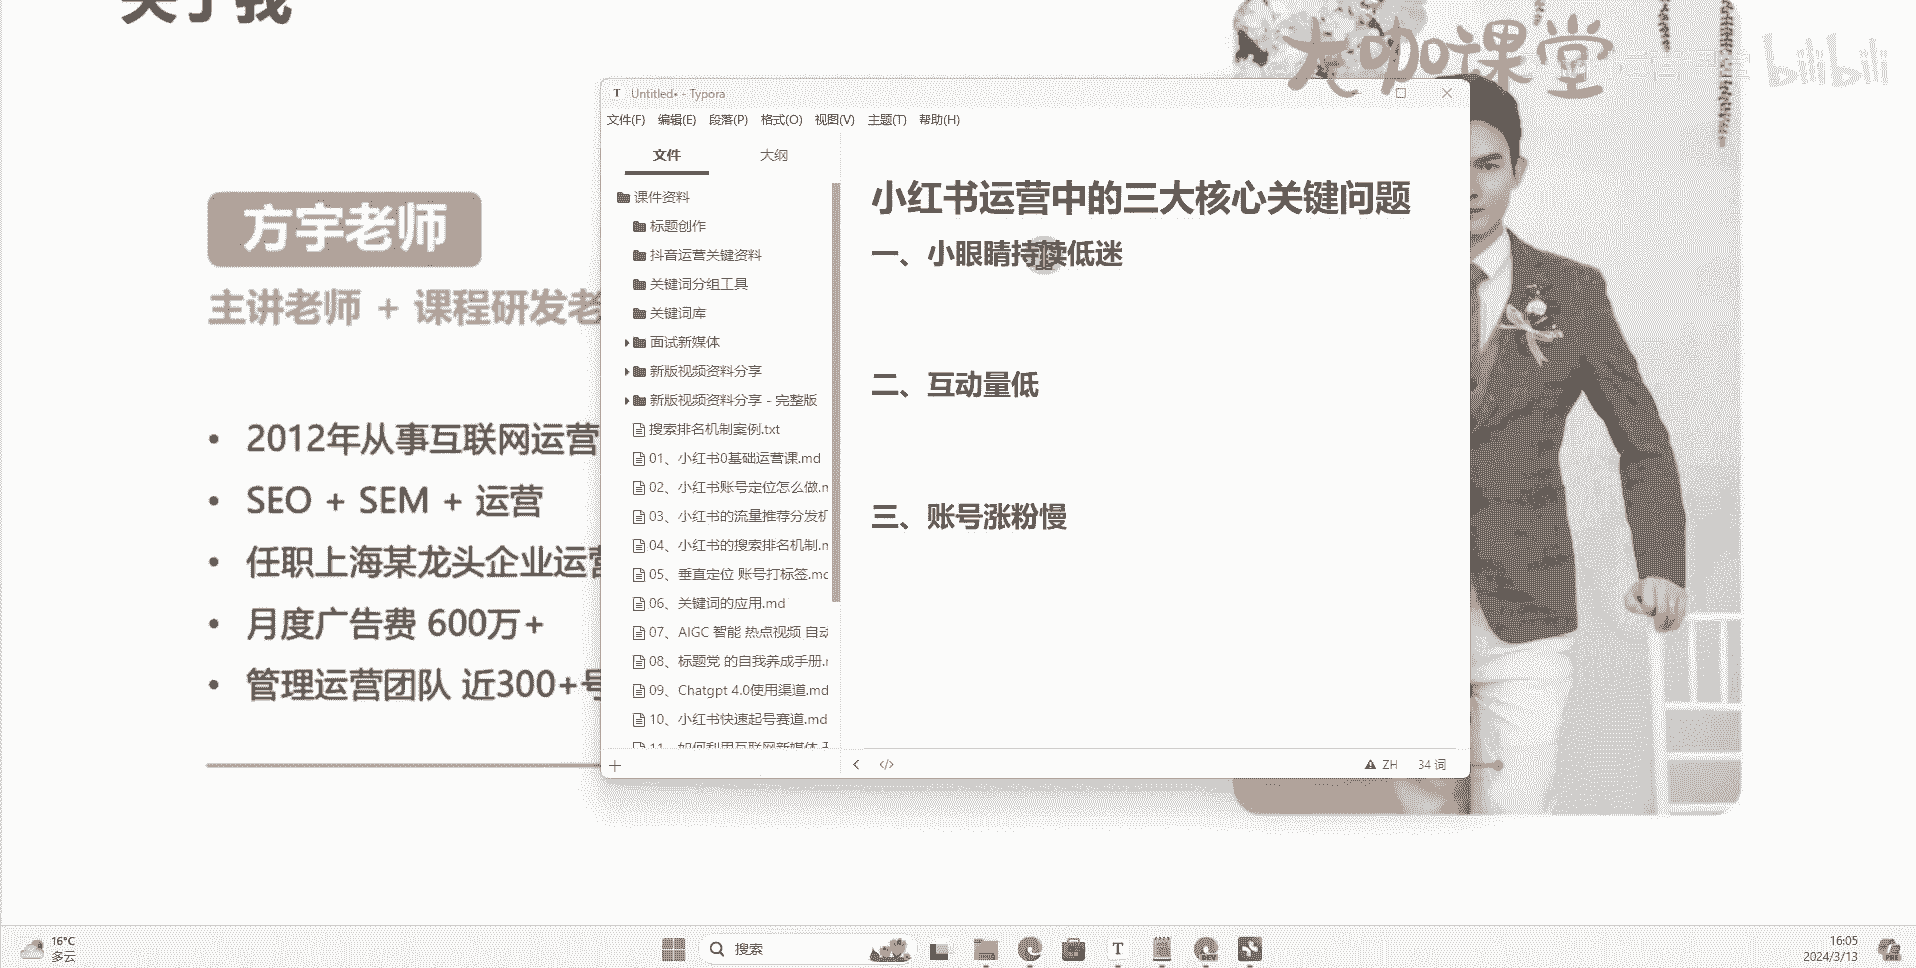 关于我
大咖课堂
bilibili
方宇老师
主讲老师 + 课程研发老
• 2012年从事互联网运营
• SEO + SEM + 运营
• 任职上海某龙头企业运营
• 月度广告费 600万+
• 管理运营团队 近300+号
Untitled• - Typora
文件(F) 编辑(E) 段落(P) 格式(O) 视图(V) 主题(T) 帮助(H)
文件 大纲
课件资料
标题创作
抖音运营关键资料
关键词分组工具
关键词库
面试新媒体
新版视频资料分享
新版视频资料分享 - 完整版
搜索排名机制案例.txt
01、小红书0基础运营课.md
02、小红书账号定位怎么做.m
03、小红书的流量推荐分发机
04、小红书的搜索排名机制.m
05、垂直定位 账号打标签.md
06、关键词的应用.md
07、AIGC 智能 热点视频 自动
08、标题党 的自我养成手册.m
09、Chatgpt 4.0使用渠道.md
10、小红书快速起号赛道.md
11、如何利用互联网新媒体
小红书运营中的三大核心关键问题
一、小眼睛持续低迷
二、互动量低
三、账号涨粉慢
ZH 34 词
16°C
多云
搜索
16:05
2024/3/13